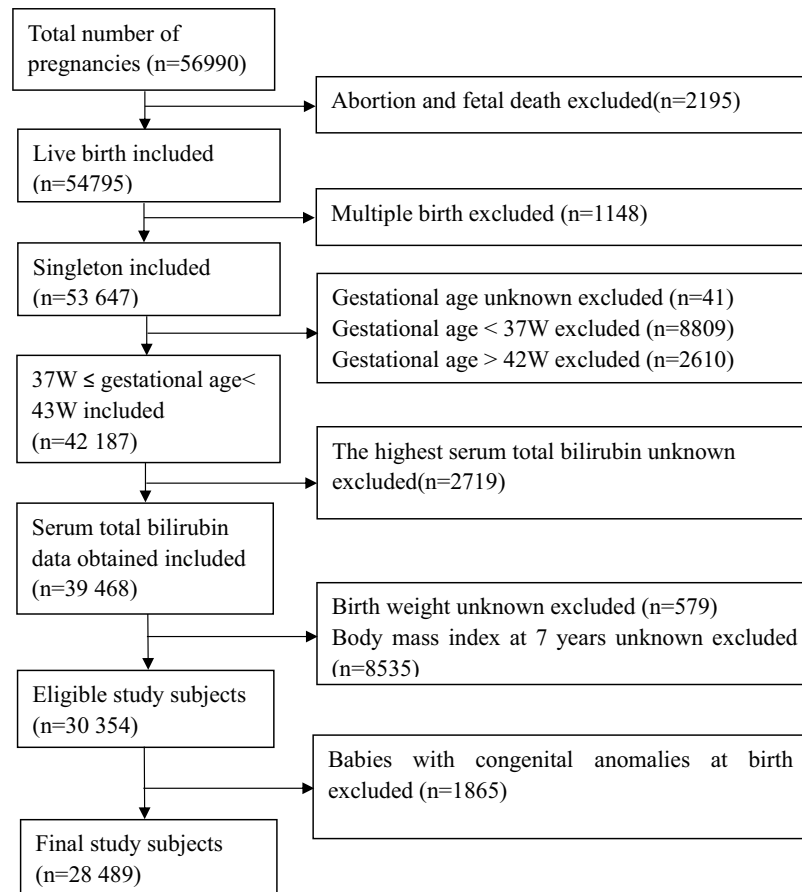 Total number of
pregnancies (n=56990)
Abortion and fetal death excluded(n=2195)
Live birth included
(n=54795)
Multiple birth excluded (n=1148)
Singleton included
(n=53 647)
Gestational age unknown excluded (n=41)
Gestational age < 37W excluded (n=8809)
Gestational age > 42W excluded (n=2610)
37W ≤ gestational age<
43W included
(n=42 187)
The highest serum total bilirubin unknown
excluded(n=2719)
Serum total bilirubin
data obtained included
(n=39 468)
Birth weight unknown excluded (n=579)
Body mass index at 7 years unknown excluded
(n=8535)
Eligible study subjects
(n=30 354)
Babies with congenital anomalies at birth
excluded (n=1865)
Final study subjects
(n=28 489)